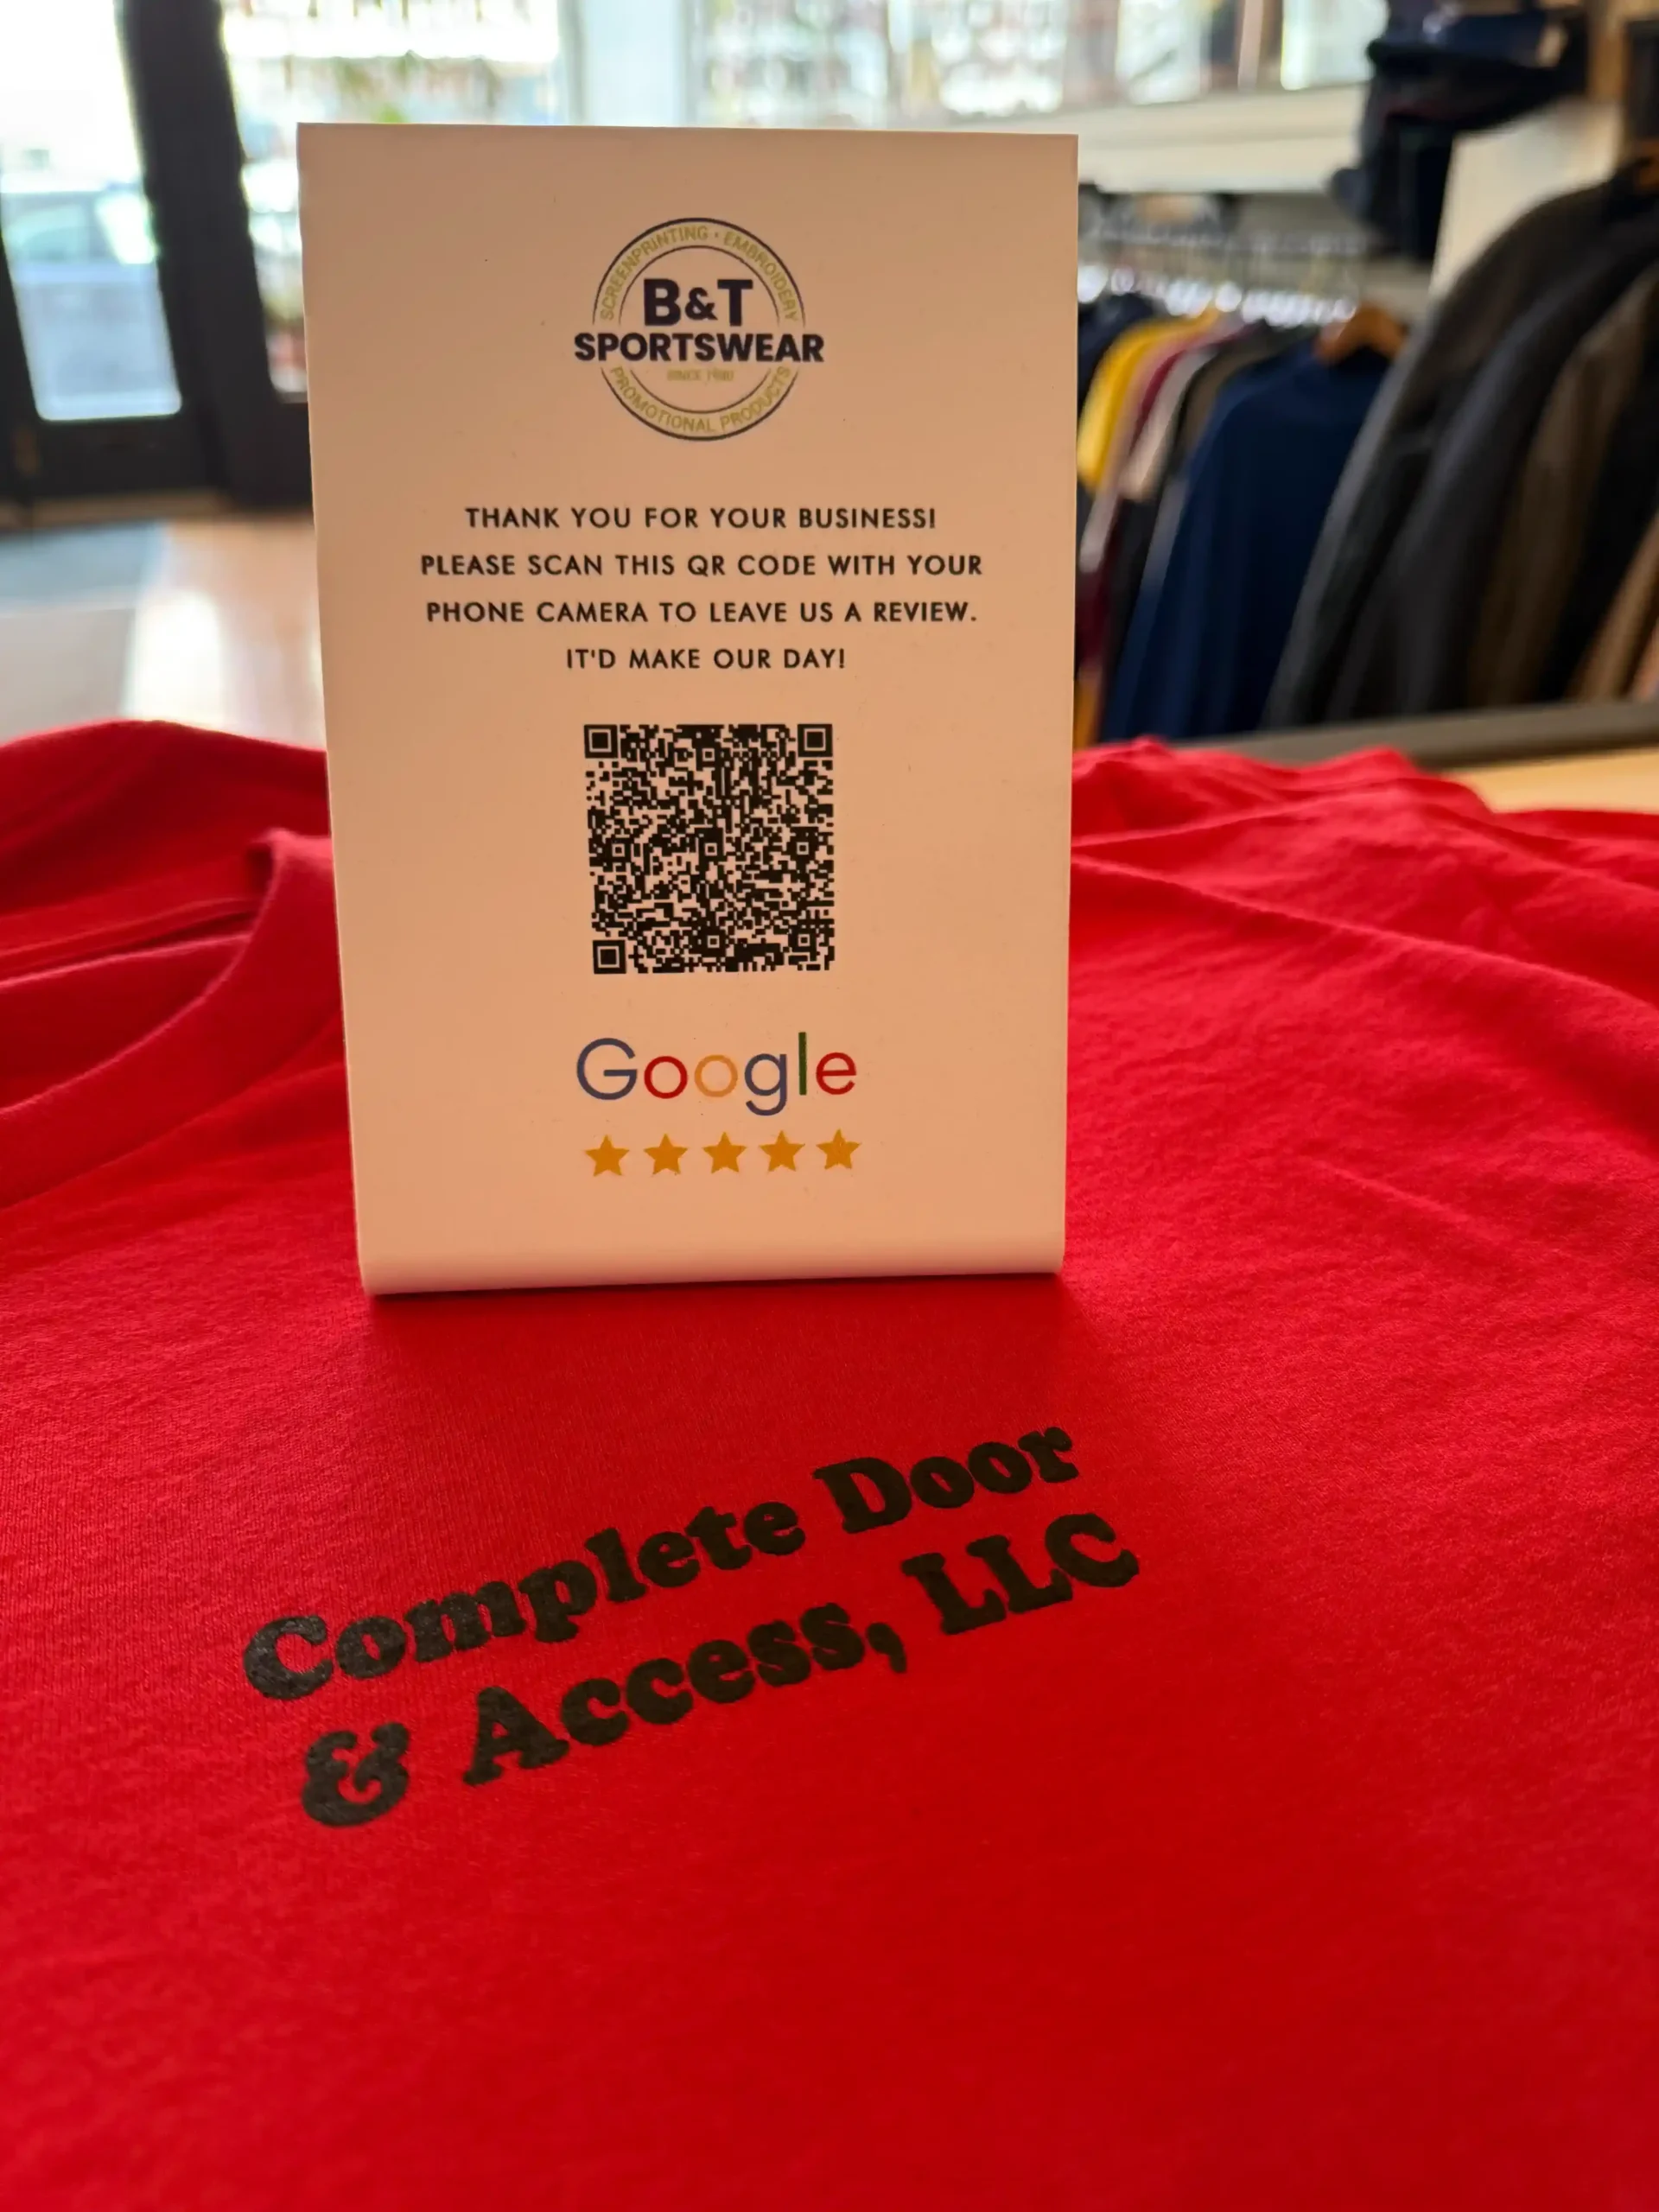 SCREENPRINTING • EMBROIDERY
B&T
SPORTSWEAR
SINCE
PROMOTIONAL PRODUCTS
THANK YOU FOR YOUR BUSINESS!
PLEASE SCAN THIS QR CODE WITH YOUR
PHONE CAMERA TO LEAVE US A REVIEW.
IT'D MAKE OUR DAY!
Google
Complete Door
& Access, LLC